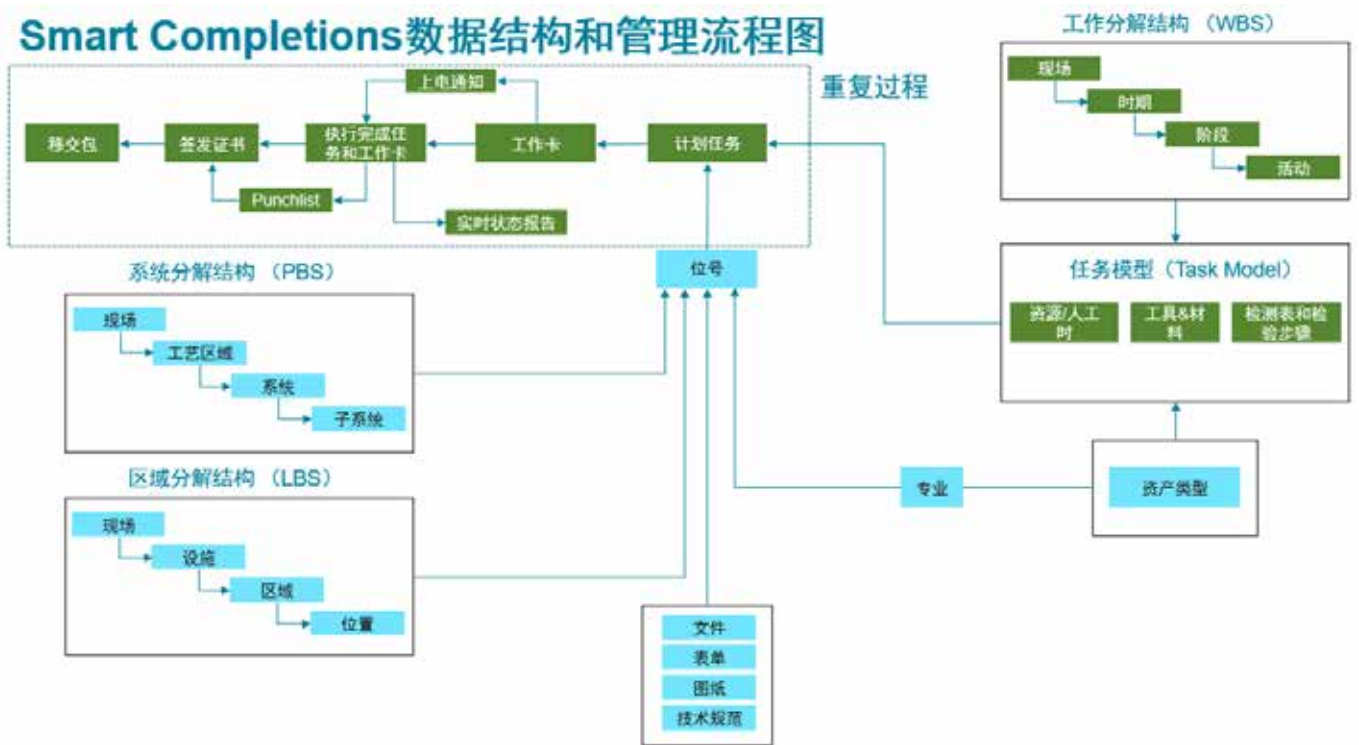 Smart Completions数据结构和管理流程图
工作分解结构 （WBS）
重复过程
上电通知
移交包
签发证书
执行完成任
务和工作卡
工作卡
计划任务
Punchlist
实时状态报告
现场
时期
阶段
活动
系统分解结构 （PBS）
位号
任务模型（Task Model）
资源/人工
时
工具&材
料
检测表和检
验步骤
现场
工艺区域
系统
子系统
区域分解结构 （LBS）
专业
资产类型
现场
设施
区域
位置
文件
表单
图纸
技术规范